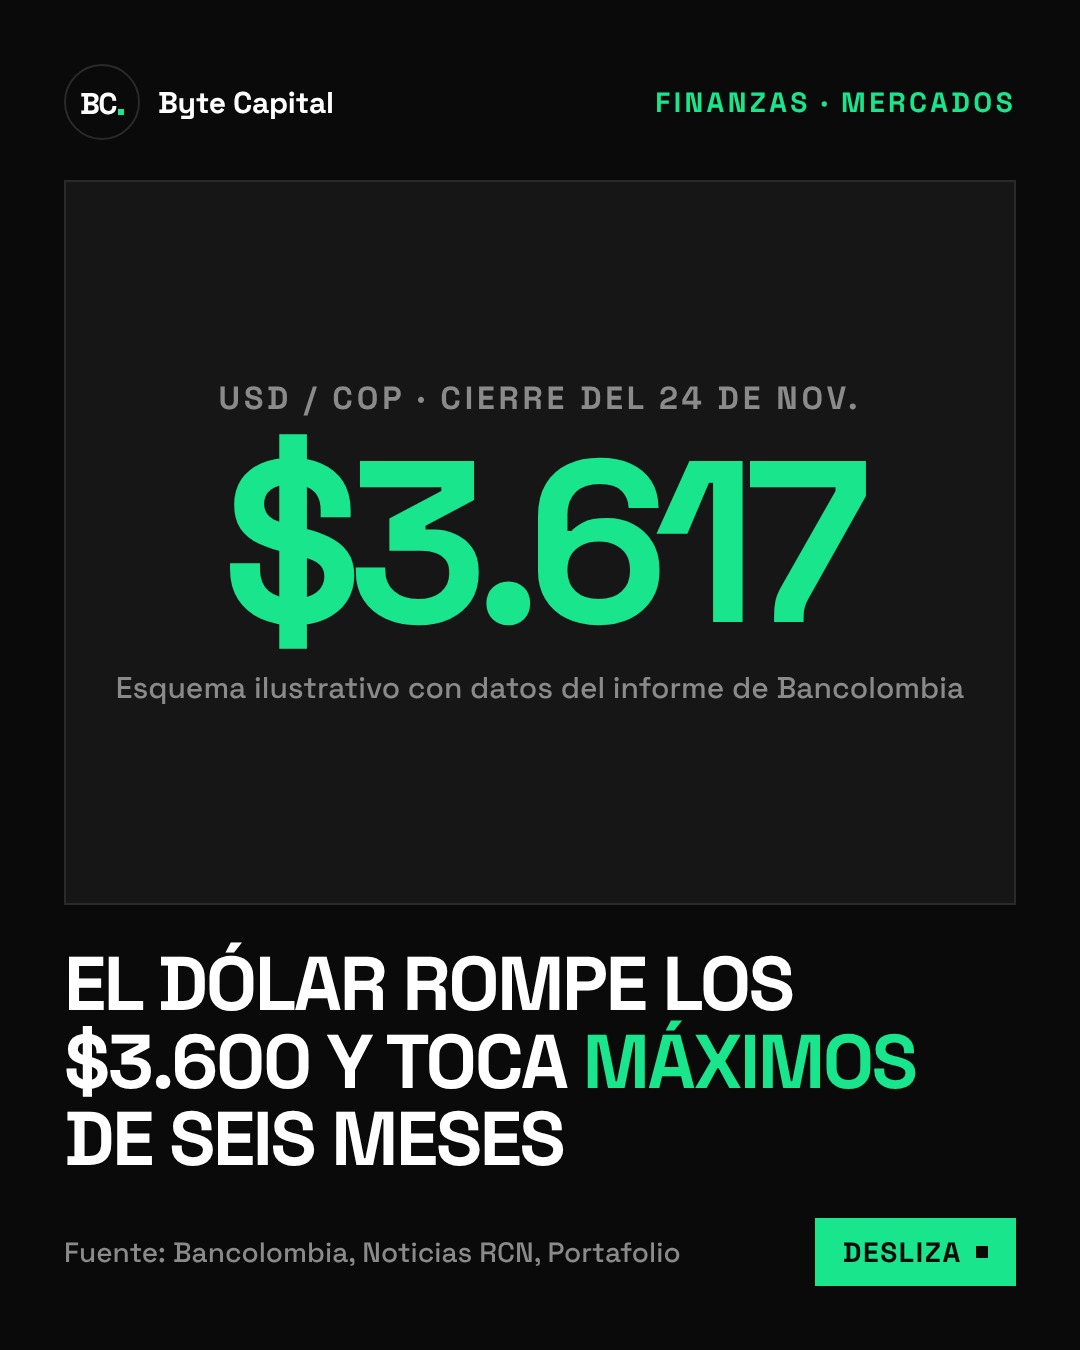 BC.
Byte Capital
FINANZAS · MERCADOS
USD / COP · CIERRE DEL 24 DE NOV.
$3.617
Esquema ilustrativo con datos del informe de Bancolombia
EL DÓLAR ROMPE LOS
$3.600 Y TOCA MÁXIMOS
DE SEIS MESES
Fuente: Bancolombia, Noticias RCN, Portafolio
DESLIZA